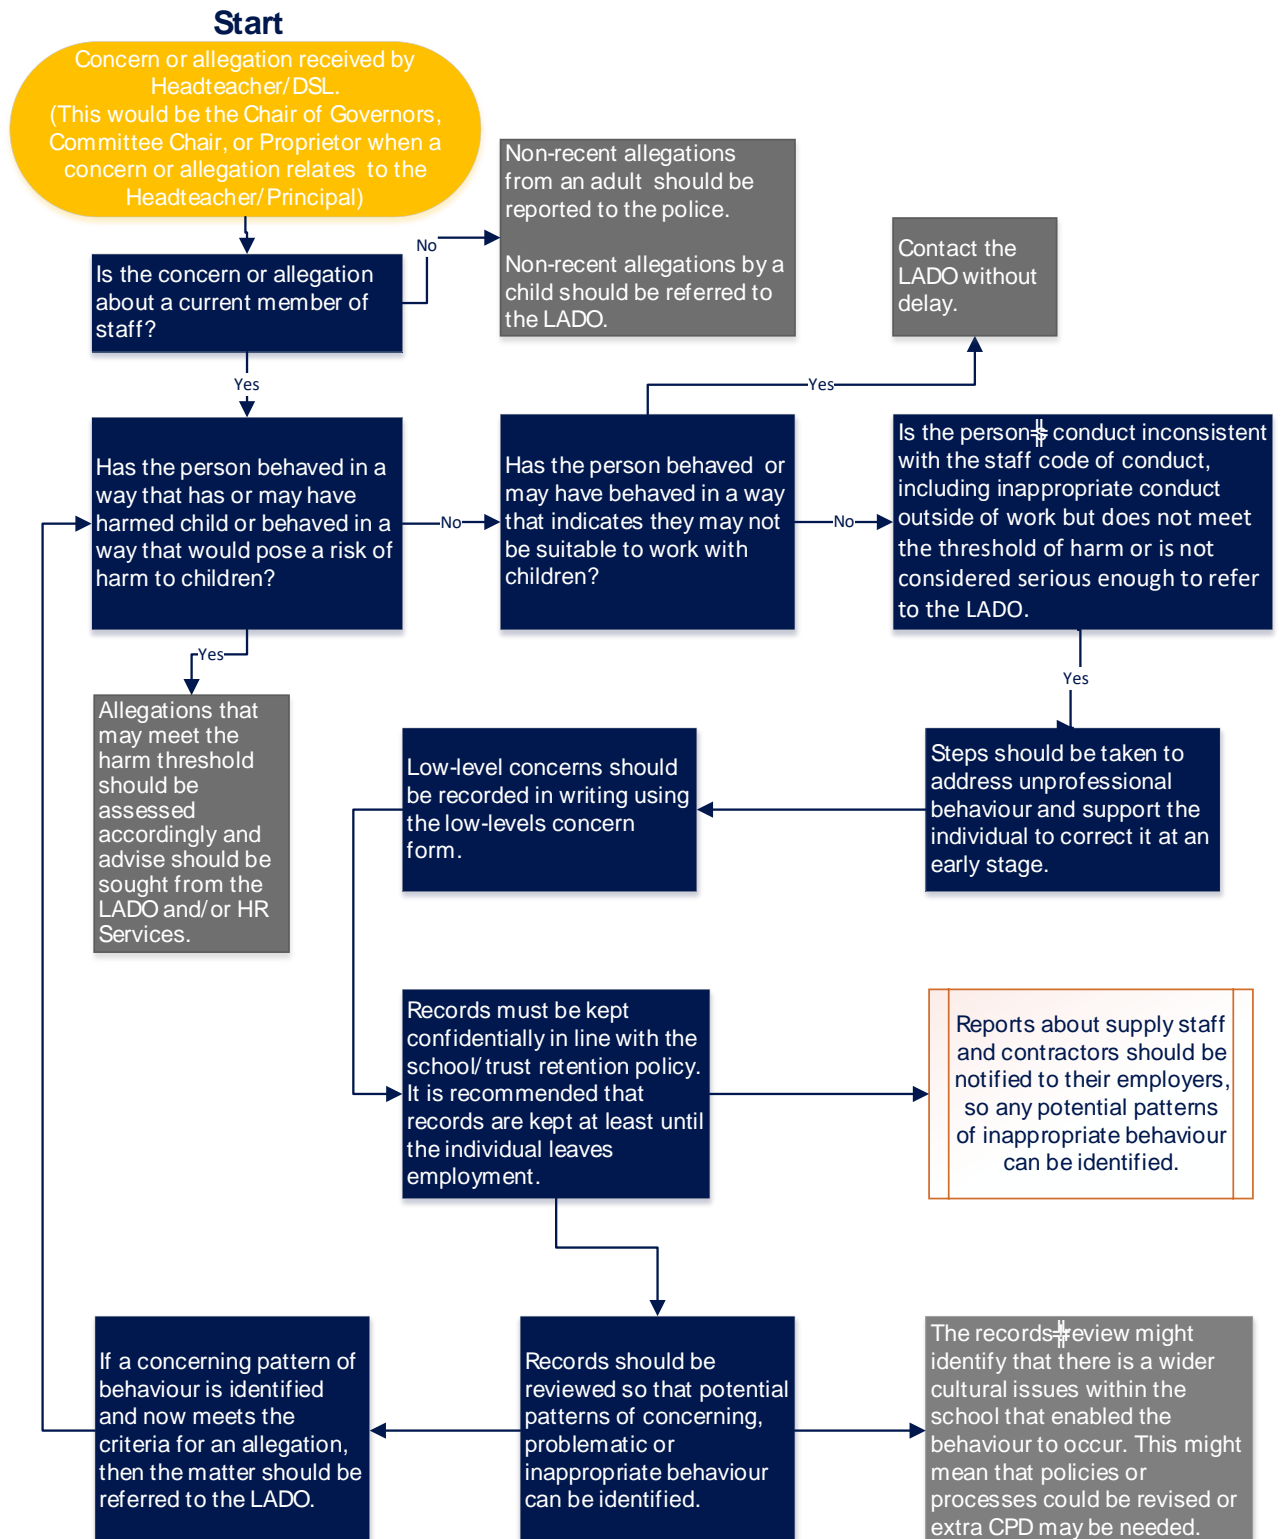 Start
Concern or allegation received by
Headteacher/DSL.
(This would be the Chair of Governors,
Committee Chair, or Proprietor when a
concern or allegation relates to the
Headteacher/Principal)
Non-recent allegations
from an adult should be
reported to the police.
Non-recent allegations by a
child should be referred to
the LADO.
Contact the
LADO without
delay.
No
Is the concern or allegation
about a current member of
staff?
Yes
Yes
Has the person behaved in a
way that has or may have
harmed child or behaved in a
way that would pose a risk of
harm to children?
No
Has the person behaved or
may have behaved in a way
that indicates they may not
be suitable to work with
children?
No
Is the person╬s conduct inconsistent
with the staff code of conduct,
including inappropriate conduct
outside of work but does not meet
the threshold of harm or is not
considered serious enough to refer
to the LADO.
Yes
Yes
Allegations that
may meet the
harm threshold
should be
assessed
accordingly and
advise should be
sought from the
LADO and/or HR
Services.
Steps should be taken to
address unprofessional
behaviour and support the
individual to correct it at an
early stage.
Low-level concerns should
be recorded in writing using
the low-levels concern
form.
Records must be kept
confidentially in line with the
school/trust retention policy.
It is recommended that
records are kept at least until
the individual leaves
employment.
Reports about supply staff
and contractors should be
notified to their employers,
so any potential patterns
of inappropriate behaviour
can be identified.
If a concerning pattern of
behaviour is identified
and now meets the
criteria for an allegation,
then the matter should be
referred to the LADO.
Records should be
reviewed so that potential
patterns of concerning,
problematic or
inappropriate behaviour
can be identified.
The records╬ review might
identify that there is a wider
cultural issues within the
school that enabled the
behaviour to occur. This might
mean that policies or
processes could be revised or
extra CPD may be needed.